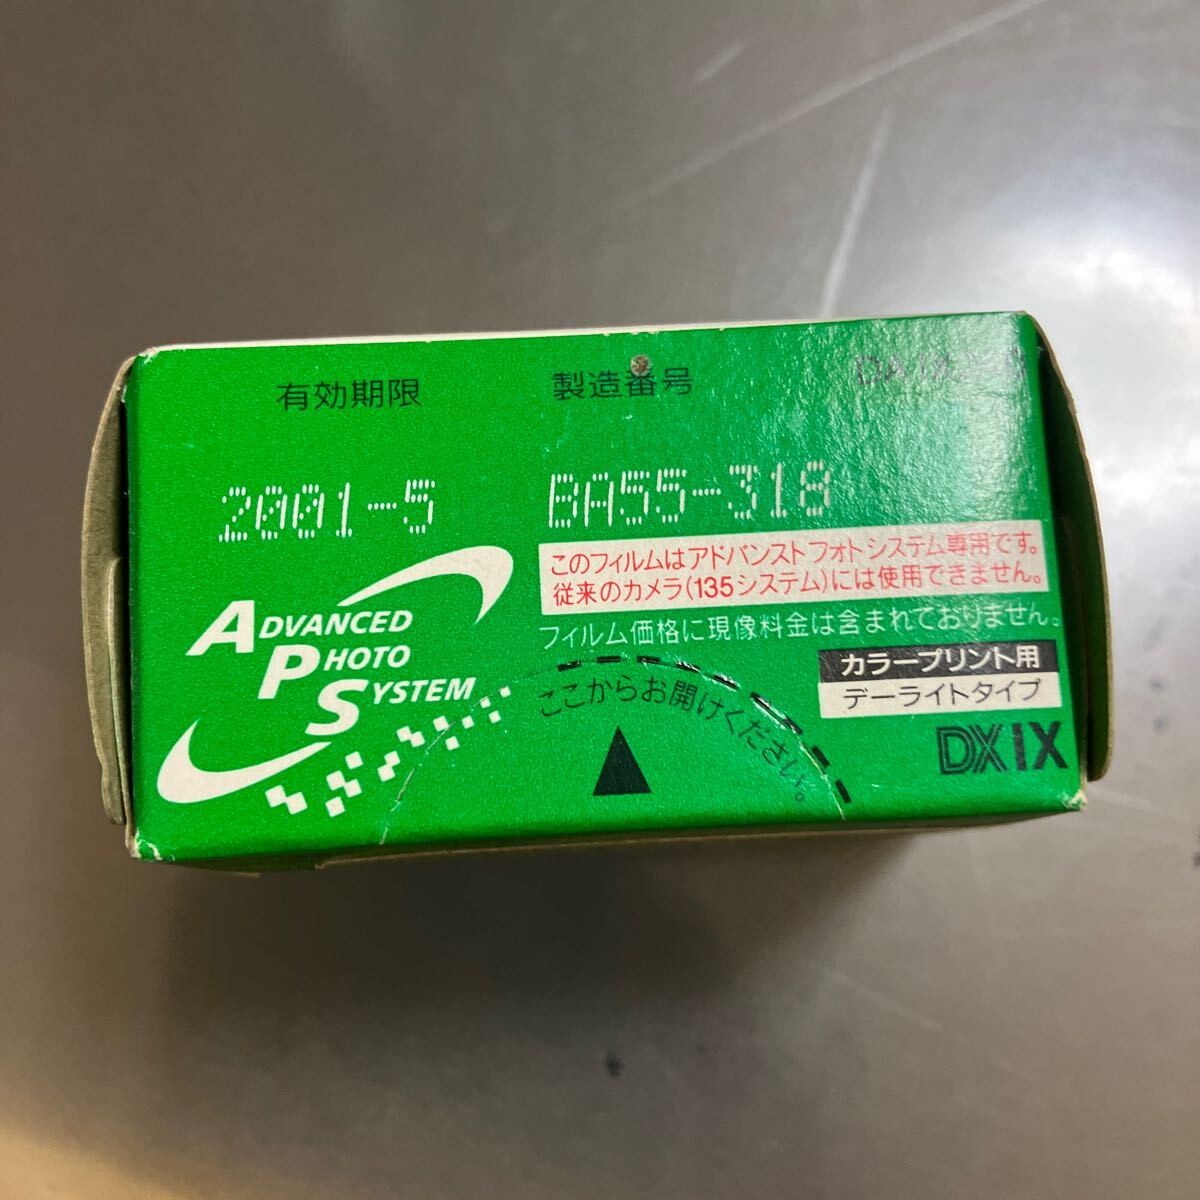 有効期限 製造番号
2001-5 BA55-318
このフィルムはアドバンストフォトシステム専用です。
従来のカメラ(135システム)には使用できません。
フィルム価格に現像料金は含まれておりません。
ADVANCED
PHOTO
SYSTEM
カラープリント用
デーライトタイプ
ここからお開けください。
DX IX